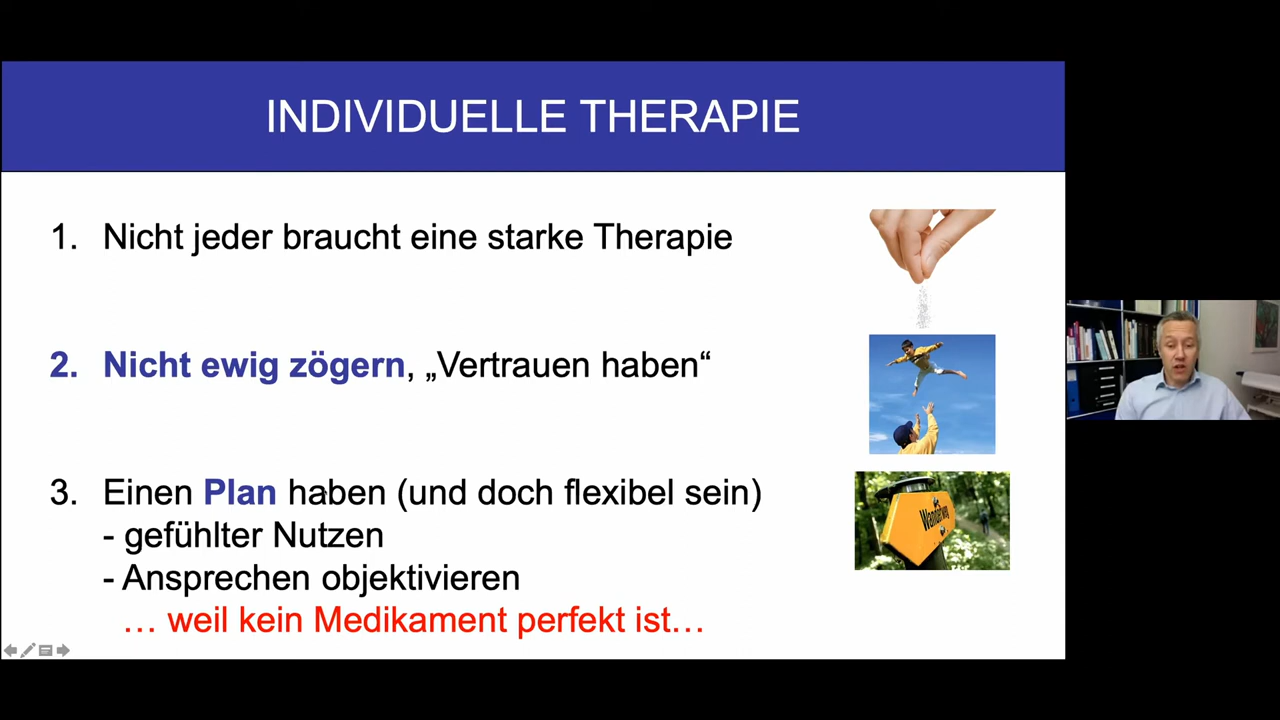 INDIVIDUELLE THERAPIE
1. Nicht jeder braucht eine starke Therapie
2. Nicht ewig zögern, „Vertrauen haben“
3. Einen Plan haben (und doch flexibel sein)
- gefühlter Nutzen
- Ansprechen objektivieren
… weil kein Medikament perfekt ist…
Wanderweg